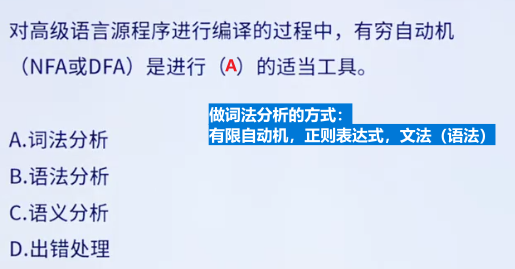 对高级语言源程序进行编译的过程中，有穷自动机
（NFA或DFA）是进行（A）的适当工具。
做词法分析的方式：
有限自动机，正则表达式，文法（语法）
A.词法分析
B.语法分析
C.语义分析
D.出错处理